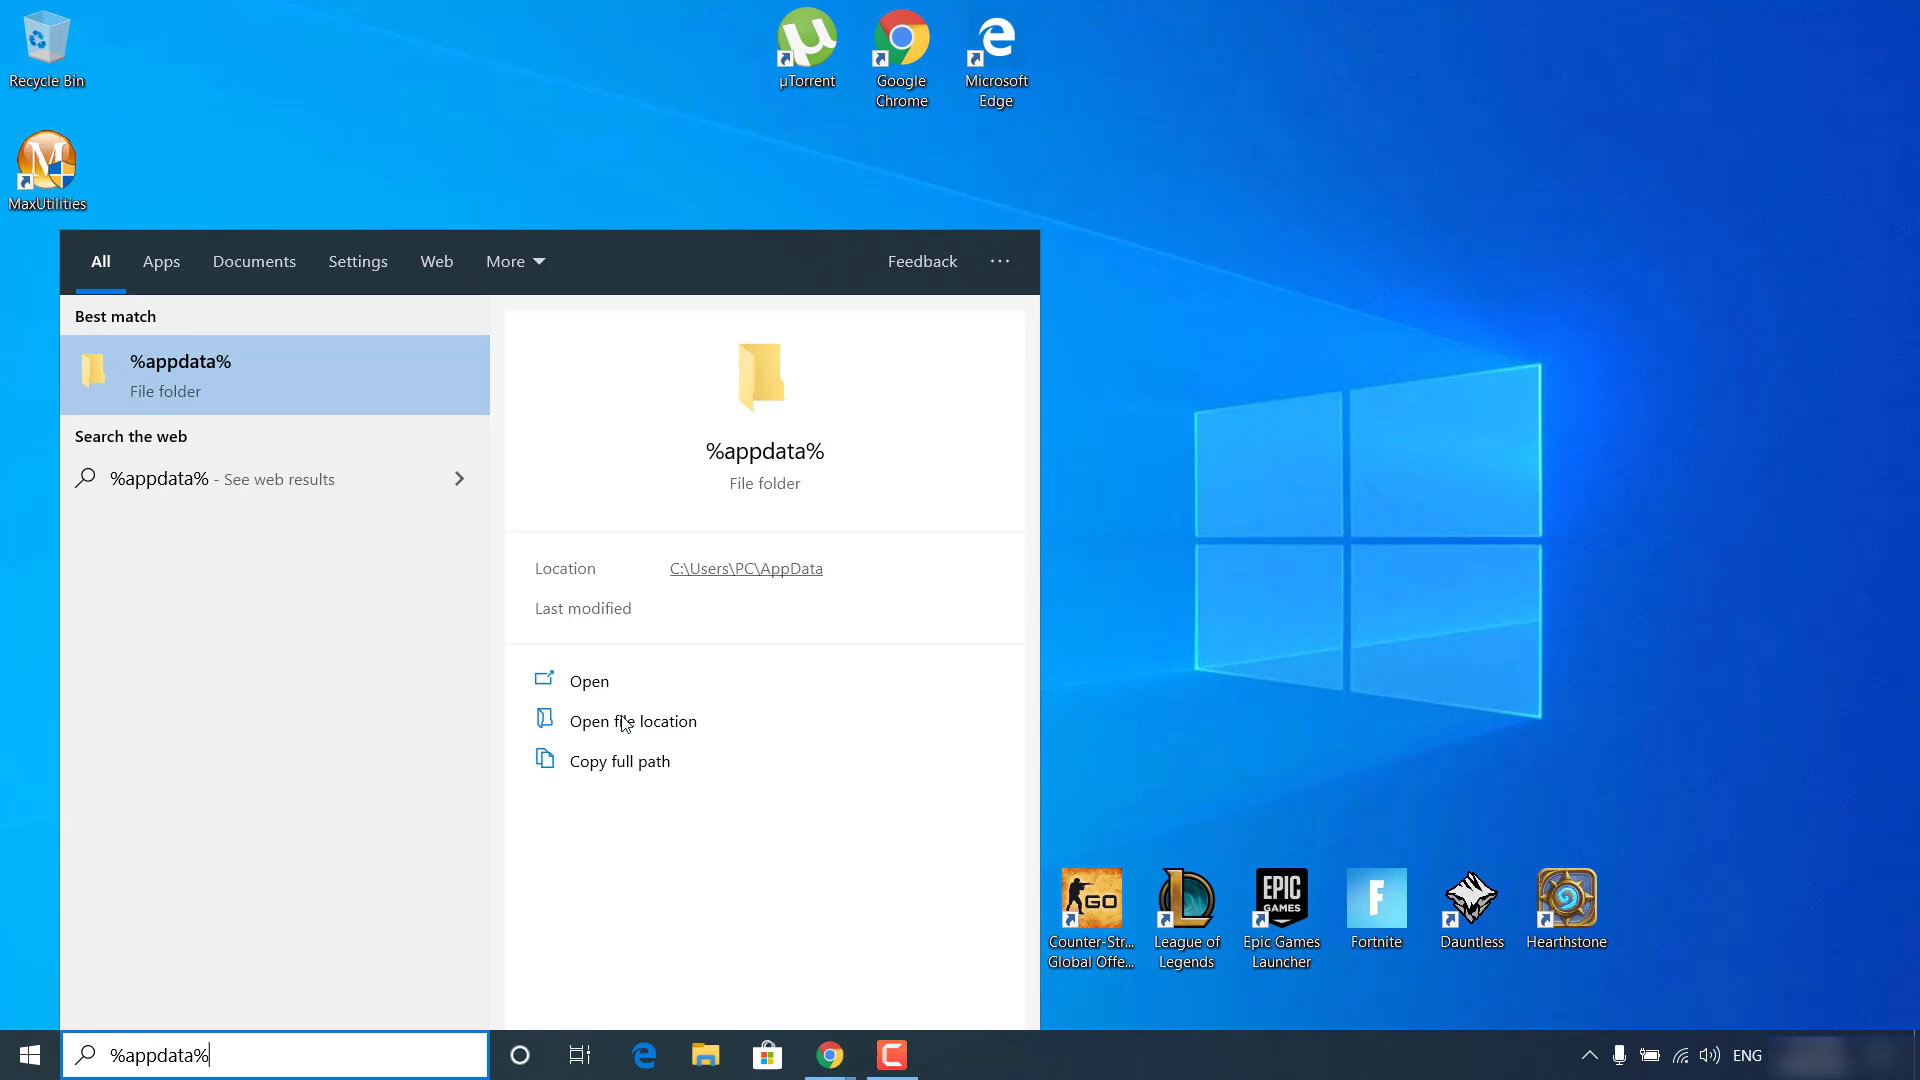 Recycle Bin
µTorrent
Google
Chrome
Microsoft
Edge
MaxUtilities
All
Apps
Documents
Settings
Web
More
Feedback
Best match
%appdata%
File folder
Search the web
%appdata% - See web results
%appdata%
File folder
Location
C:\Users\PC\AppData
Last modified
Open
Open file location
Copy full path
GO
EPIC
GAMES
F
Counter-Str...
Global Offe...
League of
Legends
Epic Games
Launcher
Fortnite
Dauntless
Hearthstone
%appdata%
ENG